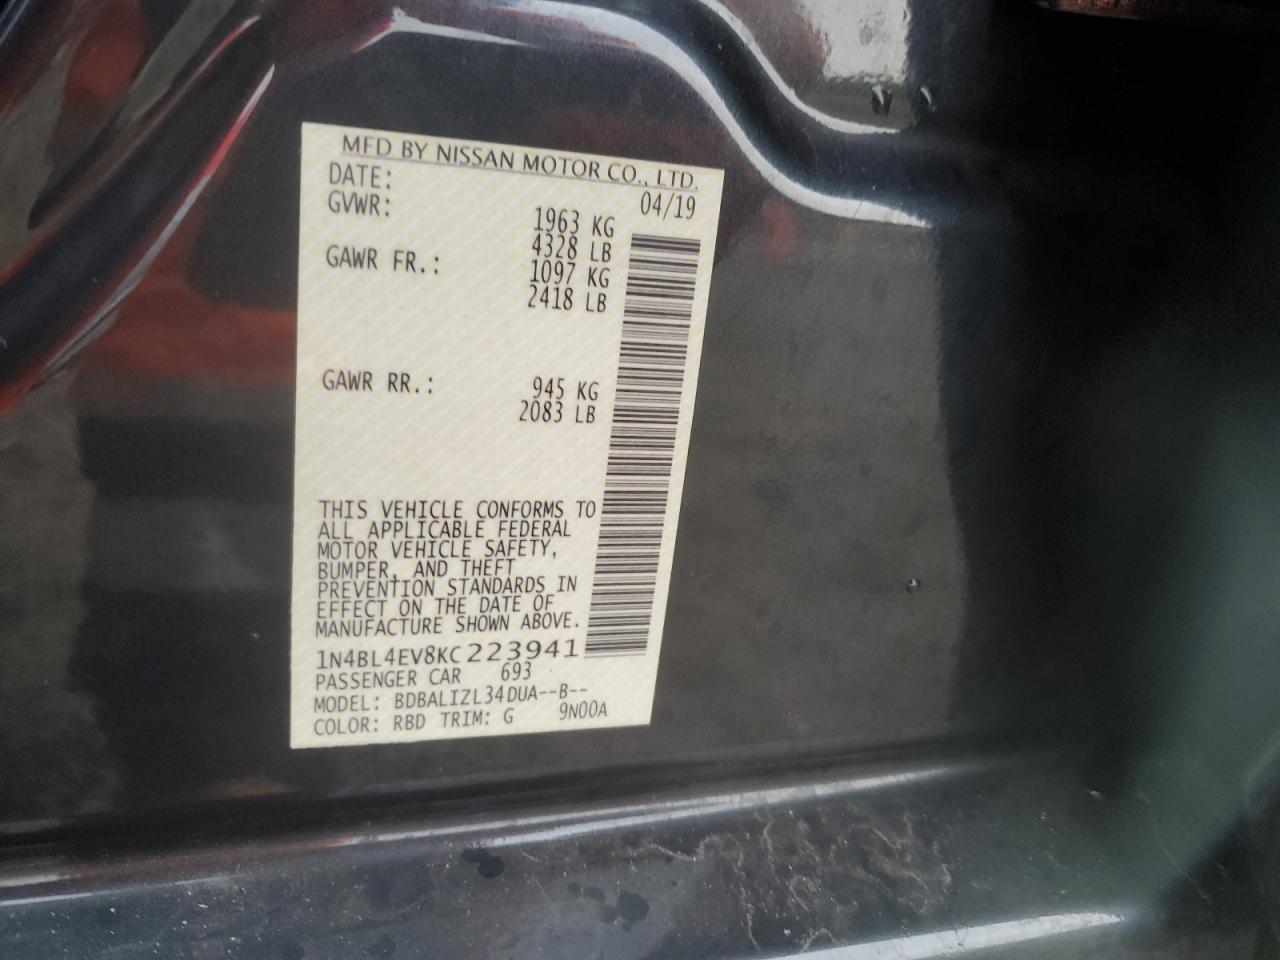 MFD BY NISSAN MOTOR CO., LTD.
DATE: 04/19
GVWR: 1963 KG
4328 LB
GAWR FR.: 1097 KG
2418 LB
GAWR RR.: 945 KG
2083 LB
THIS VEHICLE CONFORMS TO
ALL APPLICABLE FEDERAL
MOTOR VEHICLE SAFETY,
BUMPER, AND THEFT
PREVENTION STANDARDS IN
EFFECT ON THE DATE OF
MANUFACTURE SHOWN ABOVE.
1N4BL4EV8KC223941
PASSENGER CAR 693
MODEL: BDBALIZL34DUA--B--
COLOR: RBD TRIM: G 9N00A